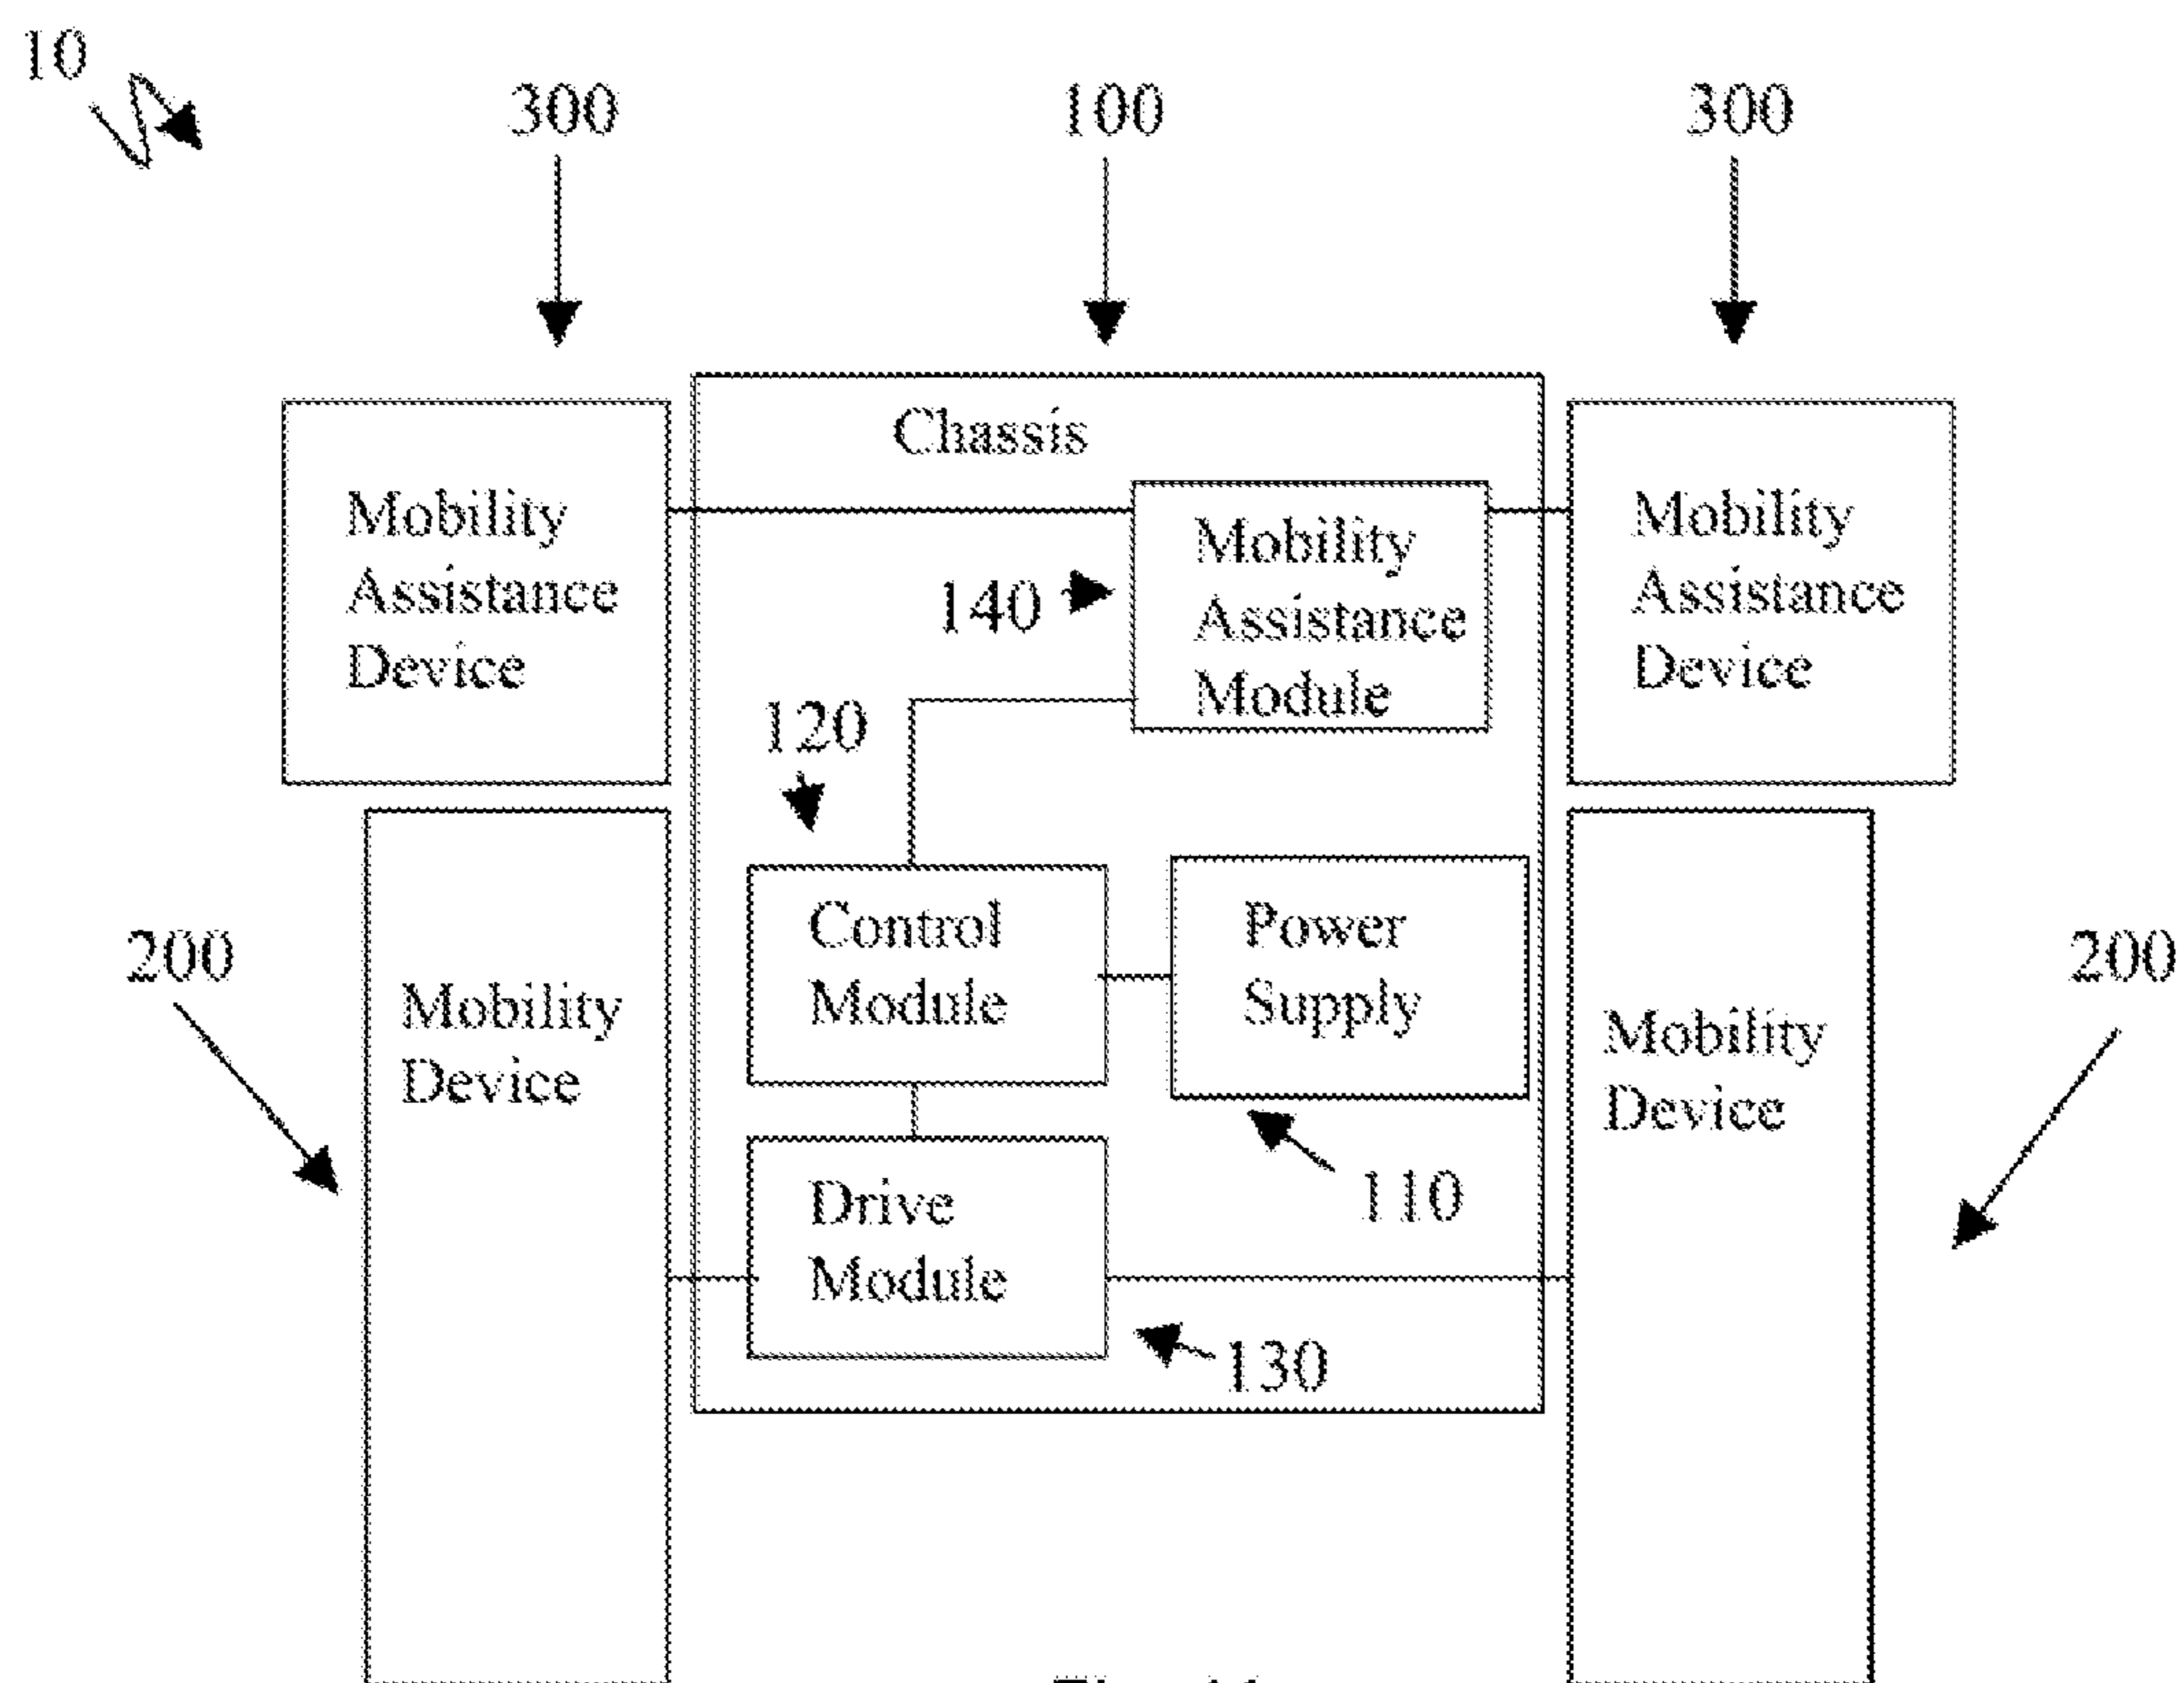 10
300
100
300
Chassis
Mobility
Assistance
Device
140
Mobility
Assistance
Module
Mobility
Assistance
Device
120
200
Mobility
Device
Control
Module
Power
Supply
Mobility
Device
200
110
Drive
Module
130